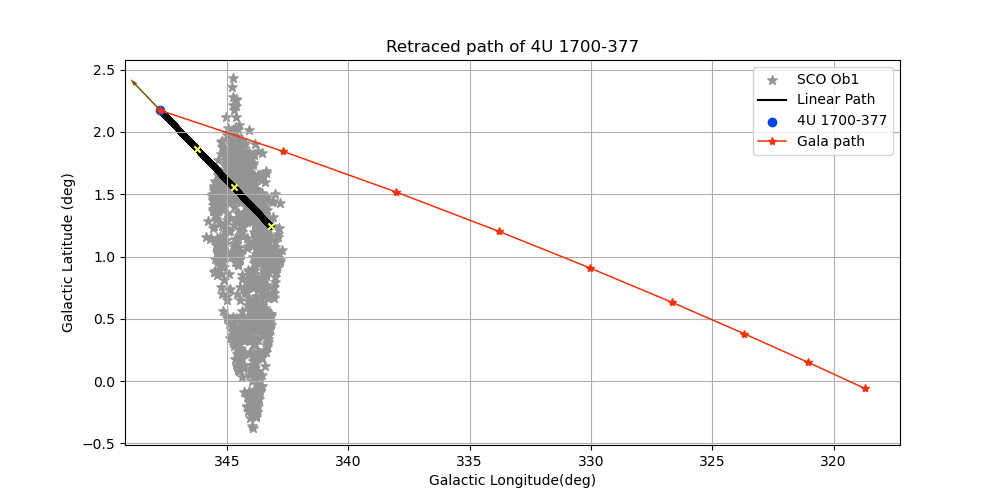 Retraced path of 4U 1700-377
SCO Ob1
Linear Path
4U 1700-377
Gala path
2.5
2.0
1.5
1.0
0.5
0.0
−0.5
Galactic Latitude (deg)
345
340
335
330
325
320
Galactic Longitude(deg)